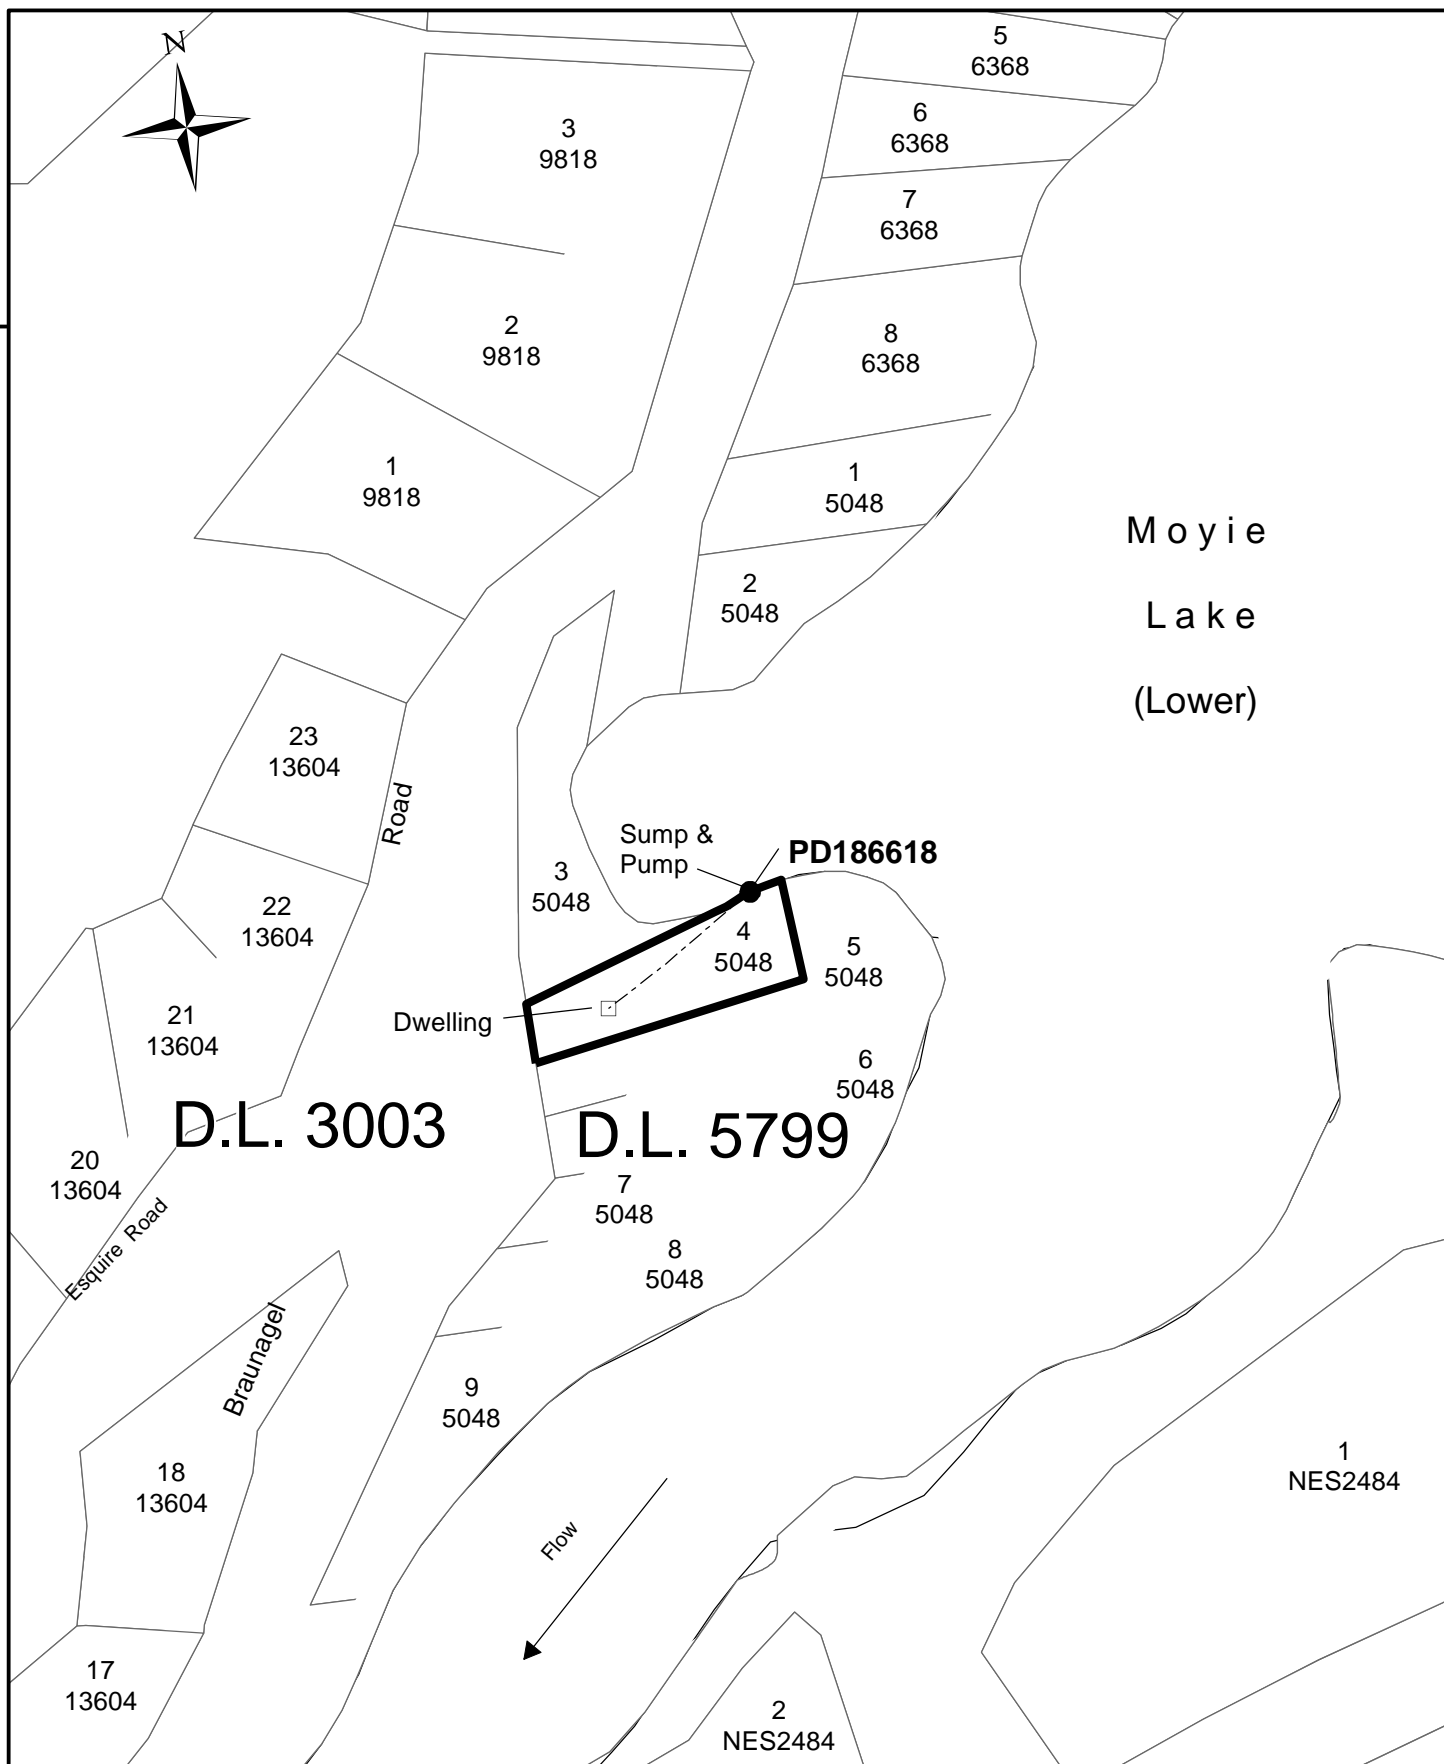 N
5
6368
6
6368
7
6368
8
6368
3
9818
2
9818
1
9818
1
5048
2
5048
Moyie
Lake
(Lower)
23
13604
Road
22
13604
21
13604
20
13604
Sump &
Pump
PD186618
3
5048
4
5048
5
5048
Dwelling
6
5048
D.L. 3003
D.L. 5799
7
5048
8
5048
Esquire Road
Braunagel
9
5048
18
13604
17
13604
Flow
1
NES2484
2
NES2484